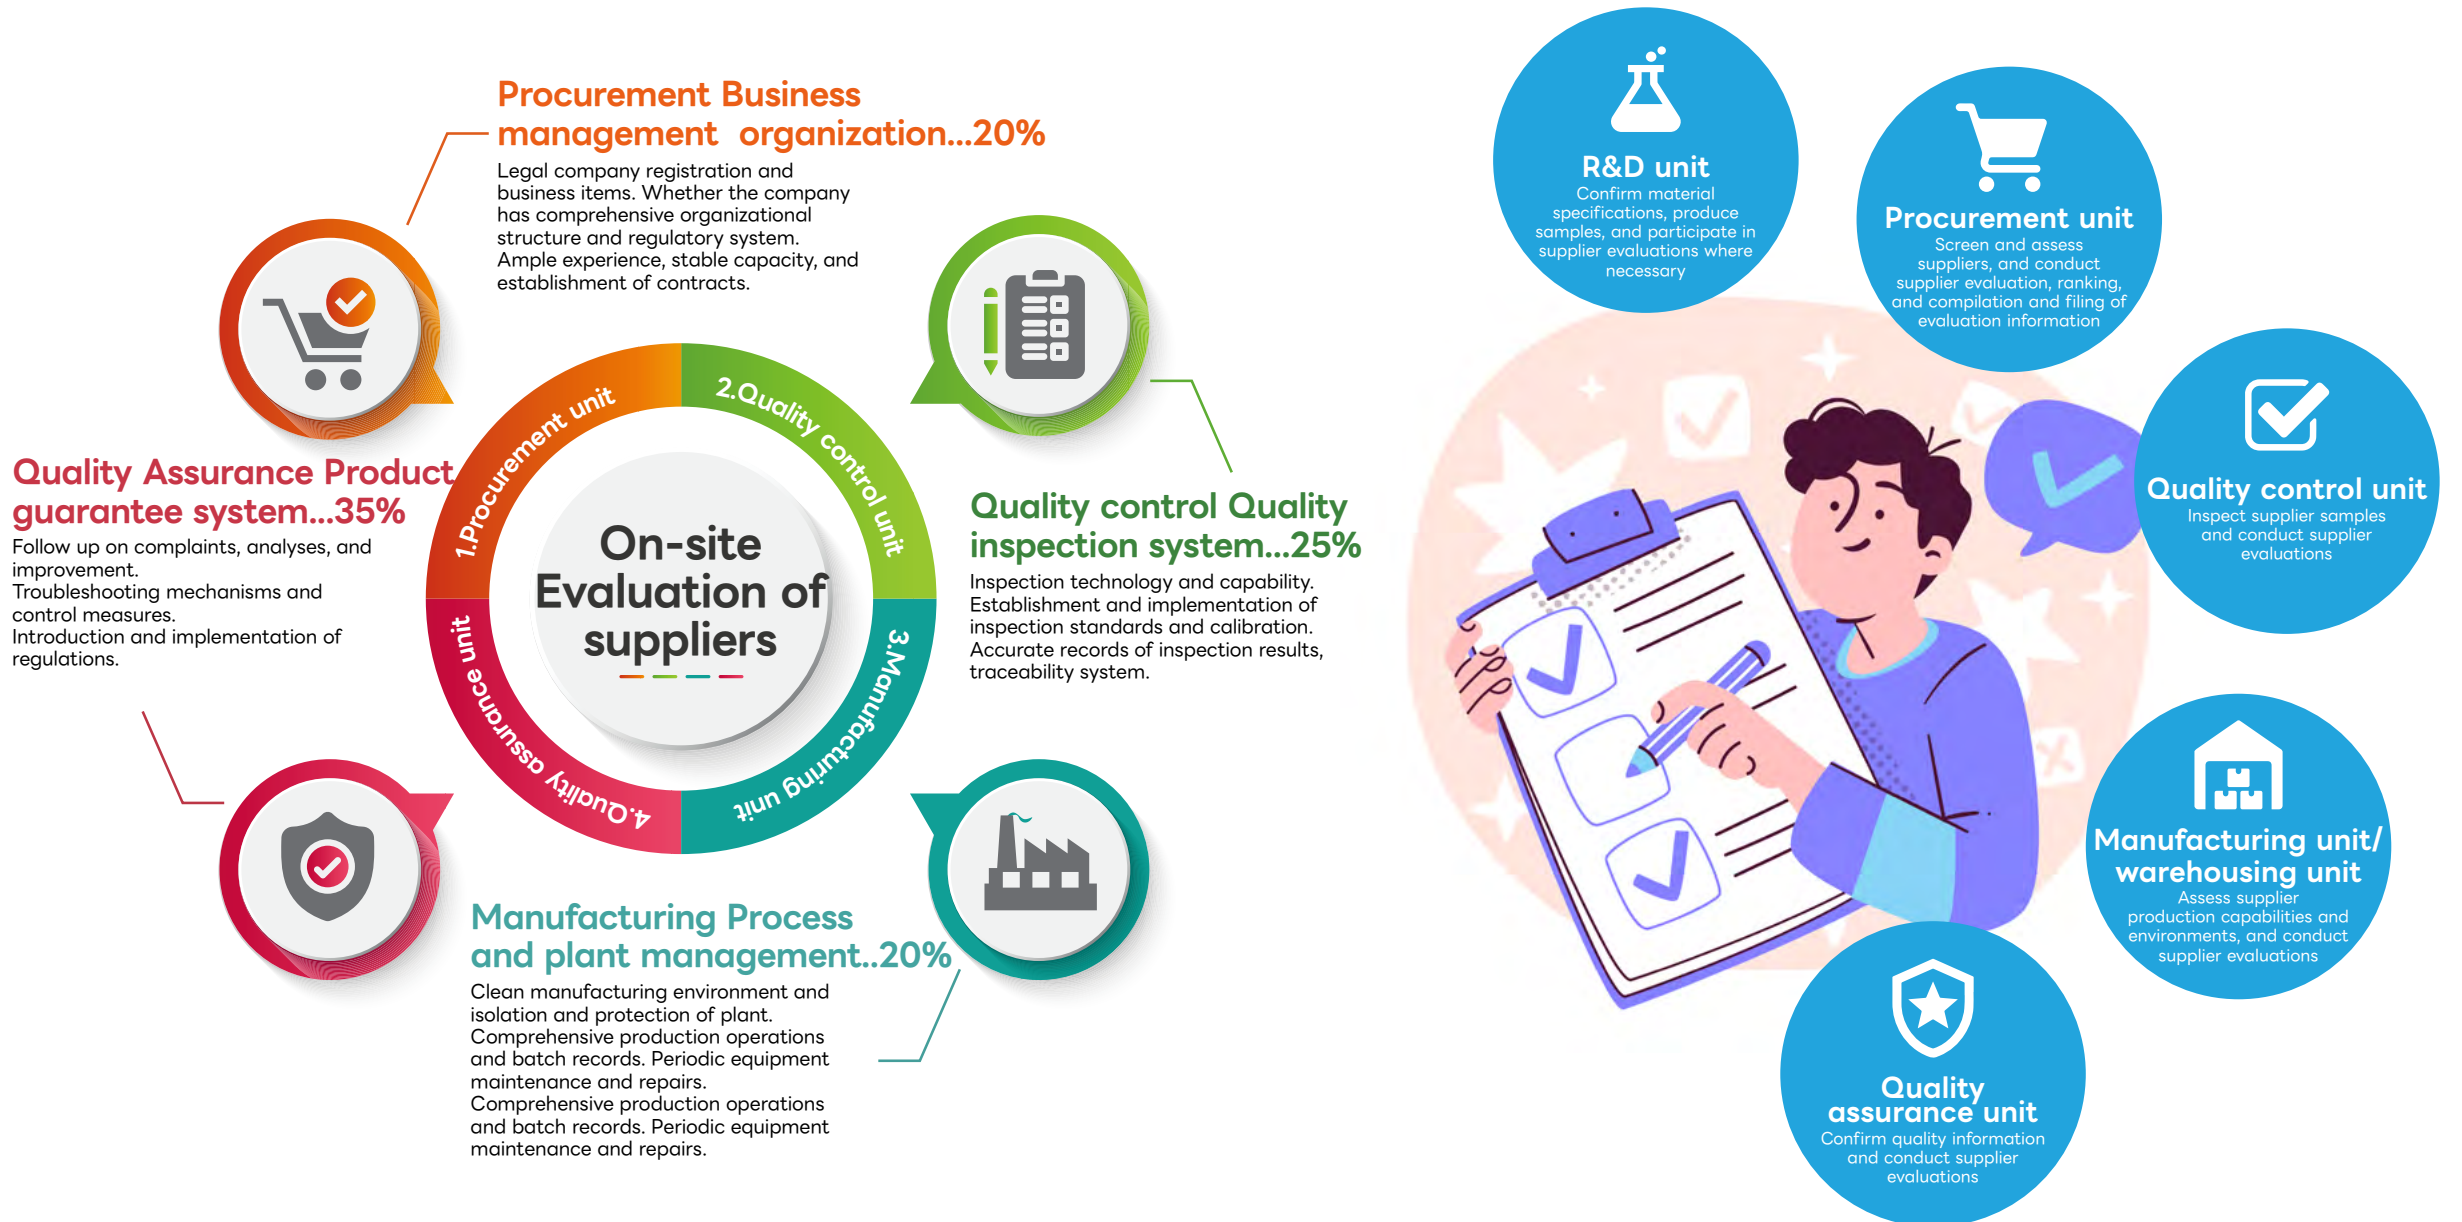 Procurement Business
management organization...20%
Legal company registration and
business items. Whether the company
has comprehensive organizational
structure and regulatory system.
Ample experience, stable capacity, and
establishment of contracts.
Quality Assurance Product
guarantee system...35%
Follow up on complaints, analyses, and
improvement.
Troubleshooting mechanisms and
control measures.
Introduction and implementation of
regulations.
1.Procurement unit
2.Quality control unit
3.Manufacturing unit
4.Quality assurance unit
On-site
Evaluation of
suppliers
Quality control Quality
inspection system...25%
Inspection technology and capability.
Establishment and implementation of
inspection standards and calibration.
Accurate records of inspection results,
traceability system.
Manufacturing Process
and plant management..20%
Clean manufacturing environment and
isolation and protection of plant.
Comprehensive production operations
and batch records. Periodic equipment
maintenance and repairs.
Comprehensive production operations
and batch records. Periodic equipment
maintenance and repairs.
R&D unit
Confirm material
specifications, produce
samples, and participate in
supplier evaluations where
necessary
Procurement unit
Screen and assess
suppliers, and conduct
supplier evaluation, ranking,
and compilation and filing of
evaluation information
Quality control unit
Inspect supplier samples
and conduct supplier
evaluations
Manufacturing unit/
warehousing unit
Assess supplier
production capabilities and
environments, and conduct
supplier evaluations
Quality
assurance unit
Confirm quality information
and conduct supplier
evaluations